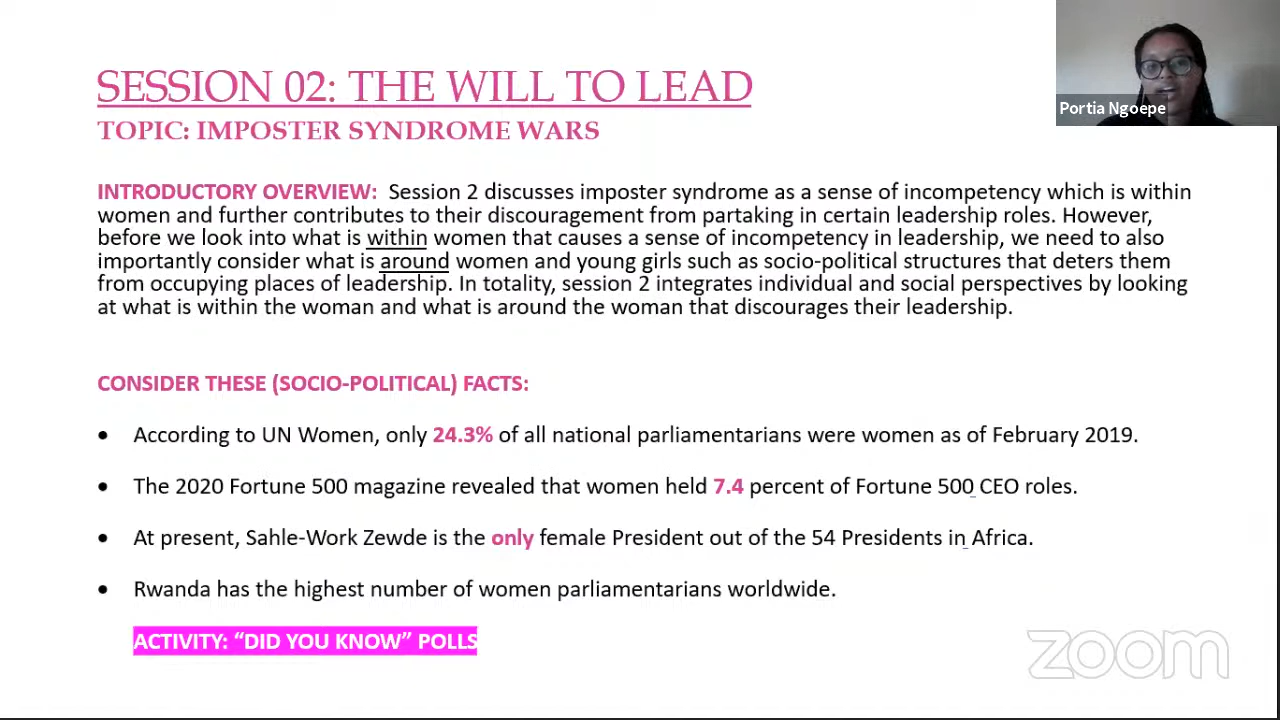 SESSION 02: THE WILL TO LEAD
TOPIC: IMPOSTER SYNDROME WARS
Portia Ngoepe
INTRODUCTORY OVERVIEW: Session 2 discusses imposter syndrome as a sense of incompetency which is within
women and further contributes to their discouragement from partaking in certain leadership roles. However,
before we look into what is within women that causes a sense of incompetency in leadership, we need to also
importantly consider what is around women and young girls such as socio-political structures that deters them
from occupying places of leadership. In totality, session 2 integrates individual and social perspectives by looking
at what is within the woman and what is around the woman that discourages their leadership.
CONSIDER THESE (SOCIO-POLITICAL) FACTS:
• According to UN Women, only 24.3% of all national parliamentarians were women as of February 2019.
• The 2020 Fortune 500 magazine revealed that women held 7.4 percent of Fortune 500 CEO roles.
• At present, Sahle-Work Zewde is the only female President out of the 54 Presidents in Africa.
• Rwanda has the highest number of women parliamentarians worldwide.
ACTIVITY: “DID YOU KNOW” POLLS
zoom